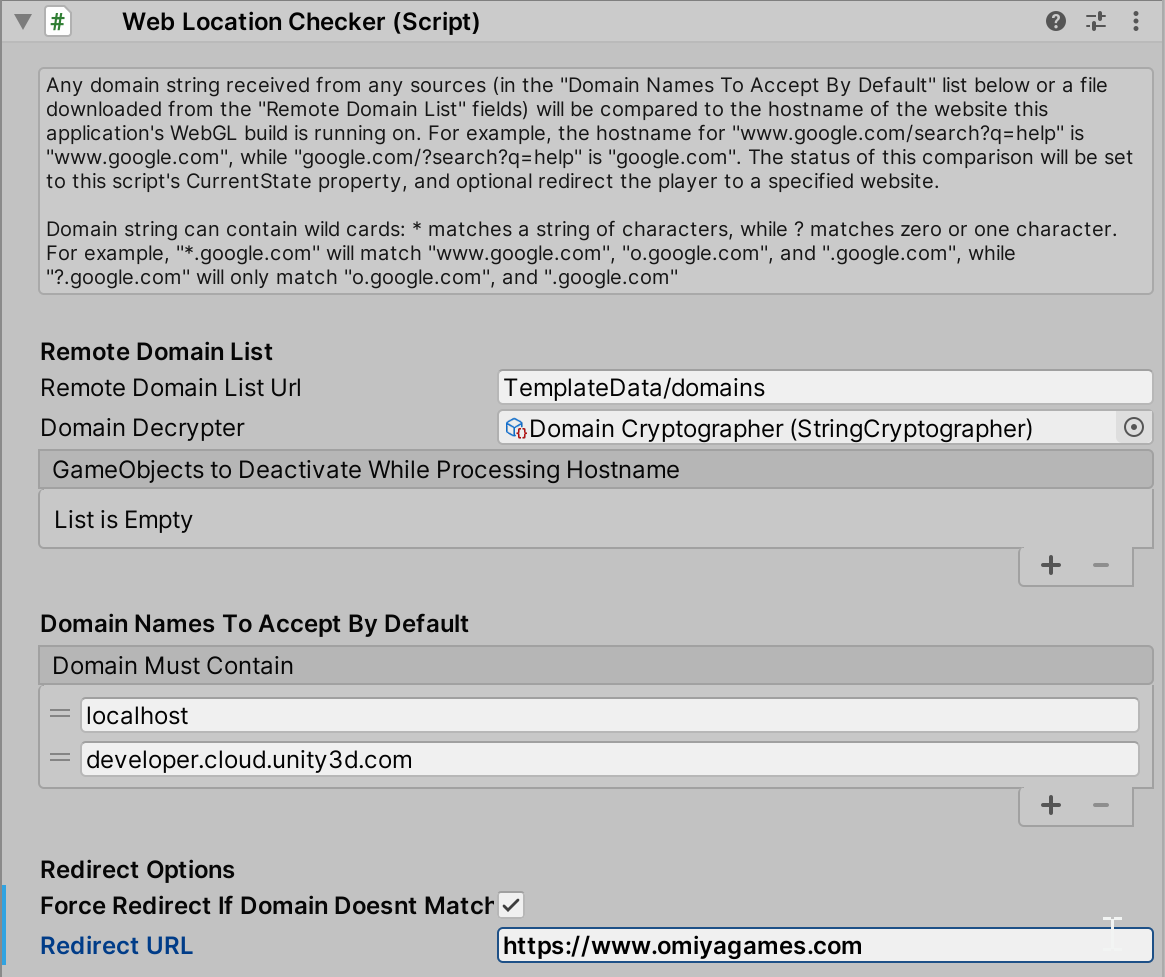 Web Location Checker (Script)
Any domain string received from any sources (in the "Domain Names To Accept By Default" list below or a file
downloaded from the "Remote Domain List" fields) will be compared to the hostname of the website this
application's WebGL build is running on. For example, the hostname for "www.google.com/search?q=help" is
"www.google.com", while "google.com/?search?q=help" is "google.com". The status of this comparison will be set
to this script's CurrentState property, and optional redirect the player to a specified website.
Domain string can contain wild cards: * matches a string of characters, while ? matches zero or one character.
For example, "*.google.com" will match "www.google.com", "o.google.com", and ".google.com", while
"?.google.com" will only match "o.google.com", and ".google.com"
Remote Domain List
Remote Domain List Url TemplateData/domains
Domain Decrypter Domain Cryptographer (StringCryptographer)
GameObjects to Deactivate While Processing Hostname
List is Empty
Domain Names To Accept By Default
Domain Must Contain
localhost
developer.cloud.unity3d.com
Redirect Options
Force Redirect If Domain Doesnt Match
Redirect URL https://www.omiyagames.com